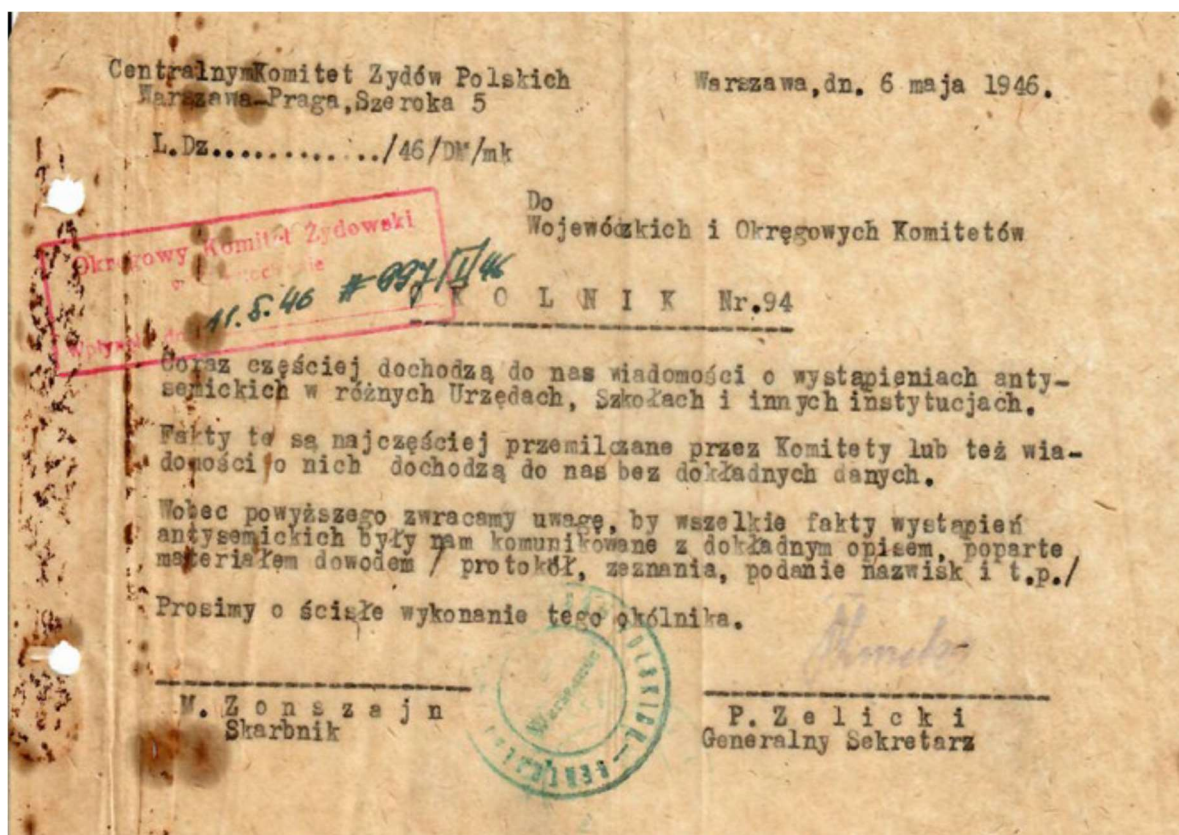 CentralnymKomitet Zydów Polskich
Warszawa-Praga,Szeroka 5
Warszawa,dn. 6 maja 1946.
L.Dz............./46/DM/mk
Do
Wojewódzkich i Okręgowych Komitetów
Okręgowy Komitet Żydowski
w
11.5.46 # 697/I/46
O K O L N I K Nr.94
Coraz częściej dochodzą do nas wiadomości o wystąpieniach anty-
semickich w różnych Urzędach, Szkołach i innych instytucjach.
Fakty te są najczęściej przemilczane przez Komitety lub też wia-
domości o nich dochodzą do nas bez dokładnych danych.
Wobec powyższego zwracamy uwagę, by wszelkie fakty wystąpień
antysemickich były nam komunikowane z dokładnym opisem, poparte
materiałem dowodem / protokół, zeznania, podanie nazwisk i t.p./
Prosimy o ścisłe wykonanie tego okólnika.
M. Z o n s z a j n
Skarbnik
P. Z e l i c k i
Generalny Sekretarz